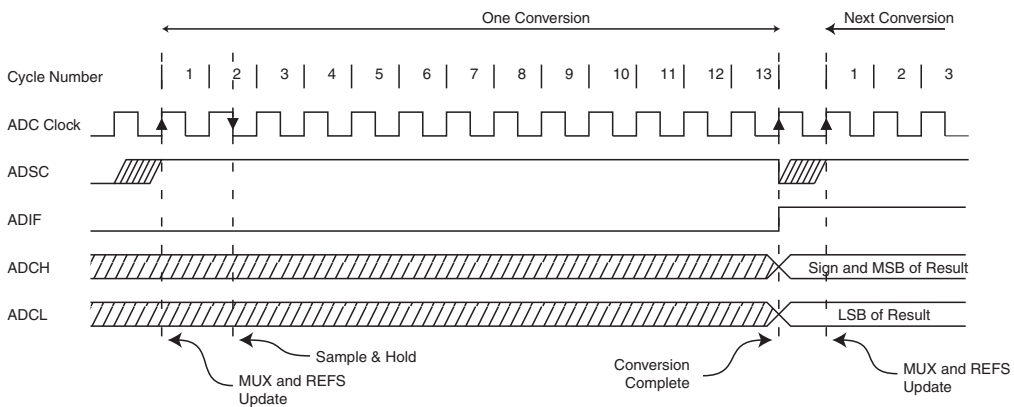 One Conversion
Next Conversion
Cycle Number 1 2 3 4 5 6 7 8 9 10 11 12 13 1 2 3
ADC Clock
ADSC
ADIF
ADCH
Sign and MSB of Result
ADCL
LSB of Result
MUX and REFS
Update
Sample & Hold
Conversion
Complete
MUX and REFS
Update